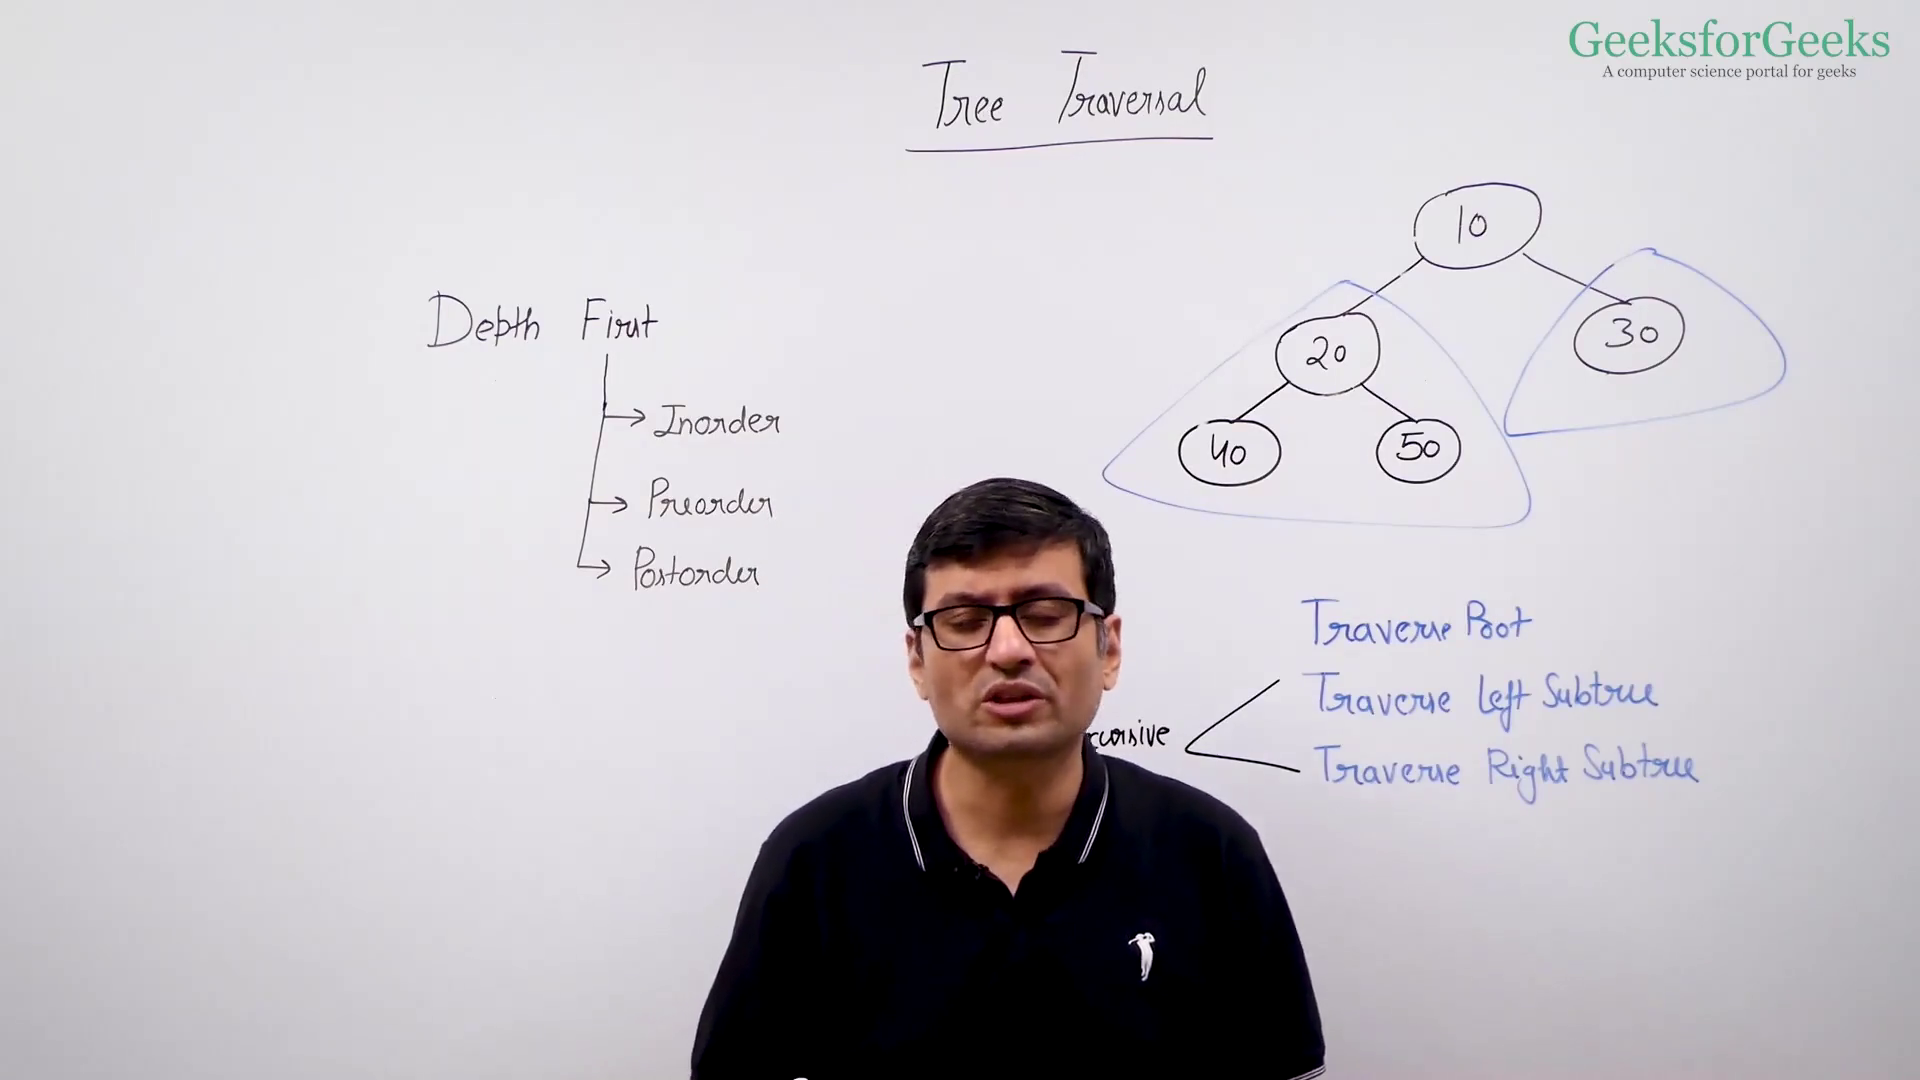 GeeksforGeeks
A computer science portal for geeks
Tree Traversal
10
20
30
40
50
Depth First
Inorder
Preorder
Postorder
Traverse Root
Traverse Left Subtree
cursive
Traverse Right Subtree